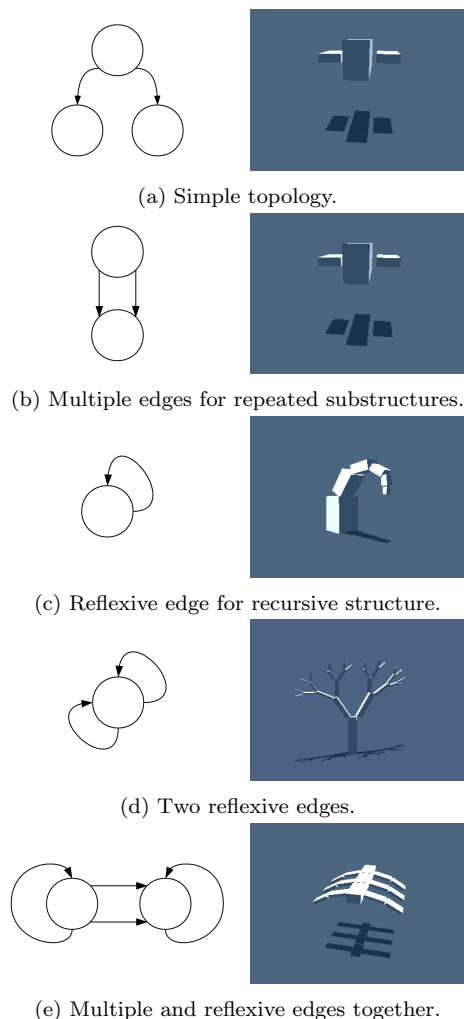 (a) Simple topology.
(b) Multiple edges for repeated substructures.
(c) Reflexive edge for recursive structure.
(d) Two reflexive edges.
(e) Multiple and reflexive edges together.